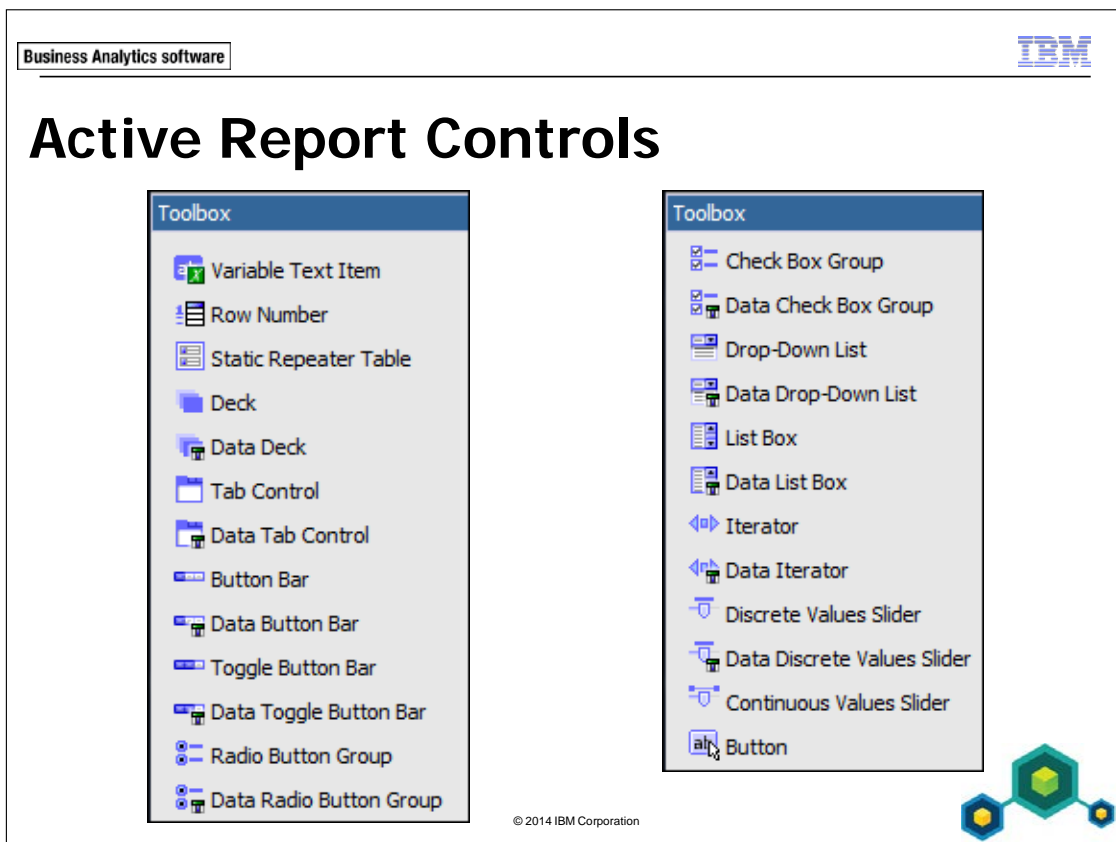 Business Analytics software
IBM
Active Report Controls
Toolbox
Variable Text Item
Row Number
Static Repeater Table
Deck
Data Deck
Tab Control
Data Tab Control
Button Bar
Data Button Bar
Toggle Button Bar
Data Toggle Button Bar
Radio Button Group
Data Radio Button Group
Toolbox
Check Box Group
Data Check Box Group
Drop-Down List
Data Drop-Down List
List Box
Data List Box
Iterator
Data Iterator
Discrete Values Slider
Data Discrete Values Slider
Continuous Values Slider
Button
© 2014 IBM Corporation